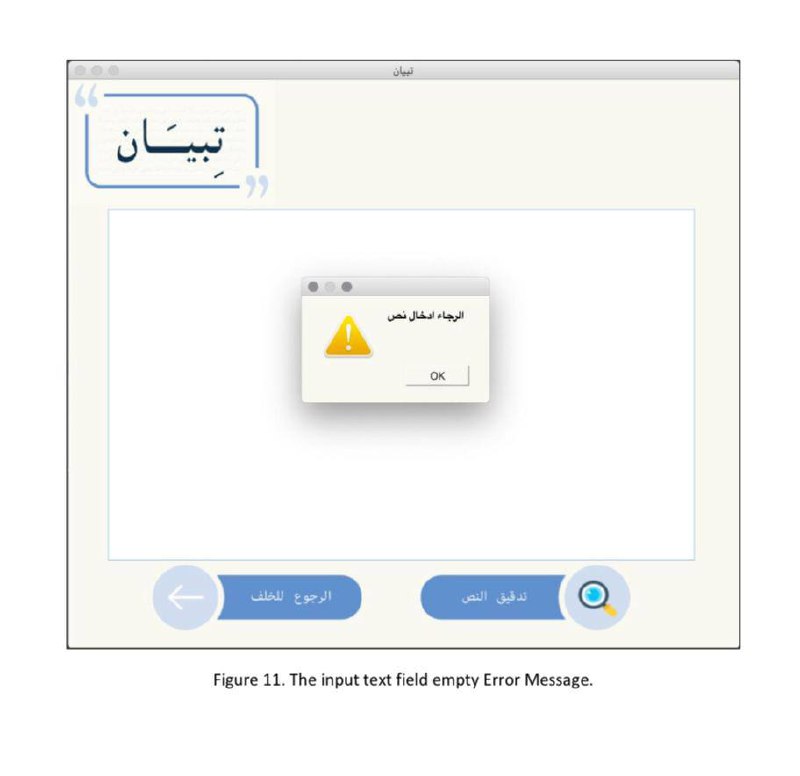 تبيان
تِبيَـان
الرجاء ادخال نص
OK
تدقيق النص
الرجوع للخلف
Figure 11. The input text field empty Error Message.